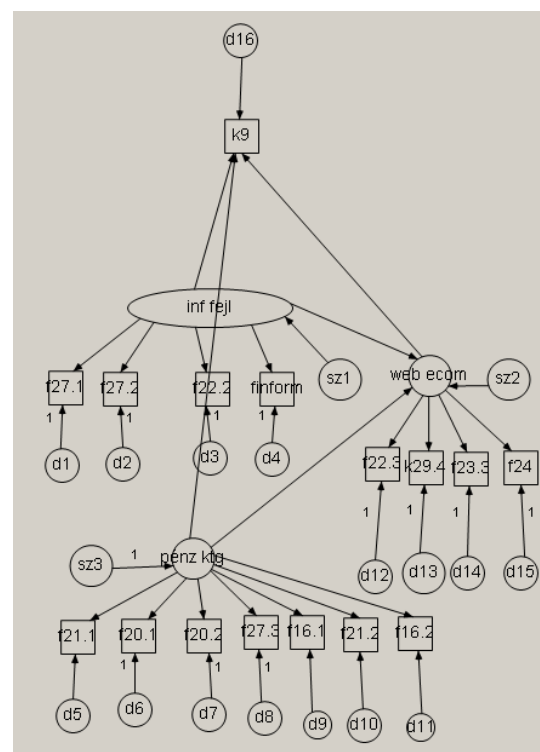 d16
k9
inf fejl
f27.1 f27.2 f22.2 finform sz1 web ecom sz2
1 1 1 1
d1 d2 d3 d4
f22.3 k29.4 f23.3 f24
1 1 1 1
d12 d13 d14 d15
sz3 1 penz ktg
f21.1 f20.1 f20.2 f27.3 f16.1 f21.2 f16.2
1 1 1
d5 d6 d7 d8 d9 d10 d11